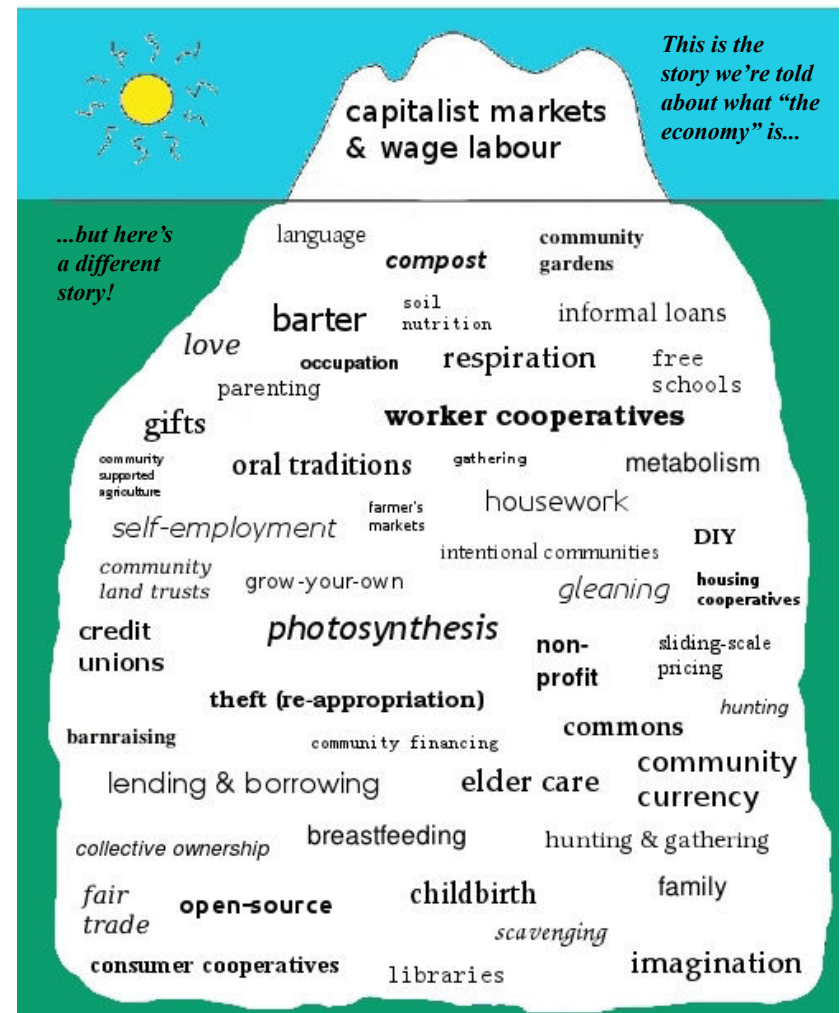 This is the
story we're told
about what “the
economy” is...
capitalist markets
& wage labour
...but here's
a different
story!
language
compost
community
gardens
barter
soil
nutrition
informal loans
love
occupation
respiration
free
schools
parenting
gifts
worker cooperatives
community
supported
agriculture
oral traditions
gathering
metabolism
self-employment
farmer's
markets
housework
DIY
intentional communities
community
land trusts
grow-your-own
gleaning
housing
cooperatives
credit
unions
photosynthesis
non-
profit
sliding-scale
pricing
theft (re-appropriation)
hunting
barnraising
community financing
commons
lending & borrowing
elder care
community
currency
collective ownership
breastfeeding
hunting & gathering
fair
trade
open-source
childbirth
family
scavenging
consumer cooperatives
libraries
imagination